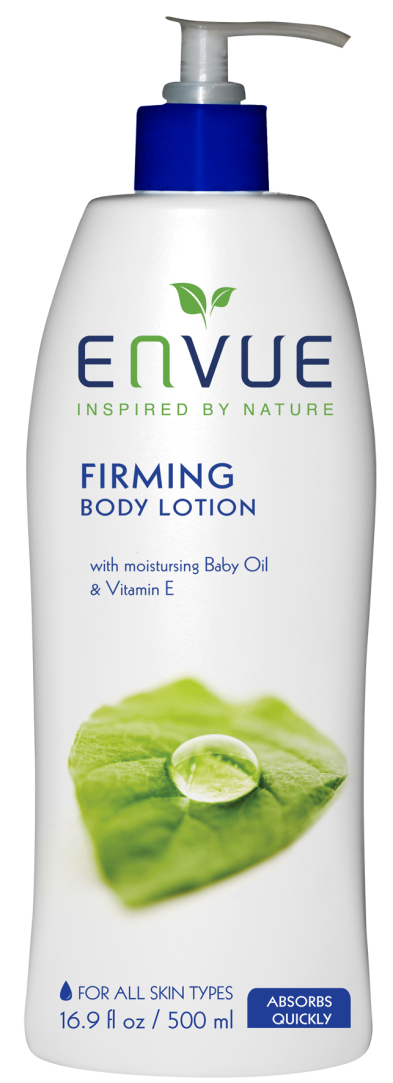 ENVUE
INSPIRED BY NATURE
FIRMING
BODY LOTION
with moistursing Baby Oil
& Vitamin E
FOR ALL SKIN TYPES
16.9 fl oz / 500 ml
ABSORBS
QUICKLY